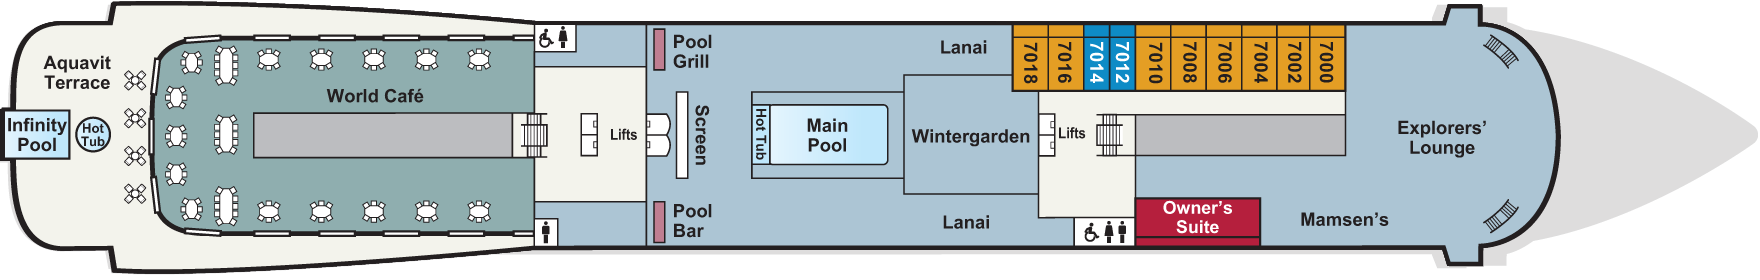 Aquavit
Terrace
Infinity
Pool
Hot
Tub
World Café
Lifts
Pool
Grill
Screen
Pool
Bar
Hot Tub
Main
Pool
Lanai
Wintergarden
Lanai
7018
7016
7014
7012
7010
7008
7006
7004
7002
7000
Lifts
Owner's
Suite
Mamsen's
Explorers'
Lounge